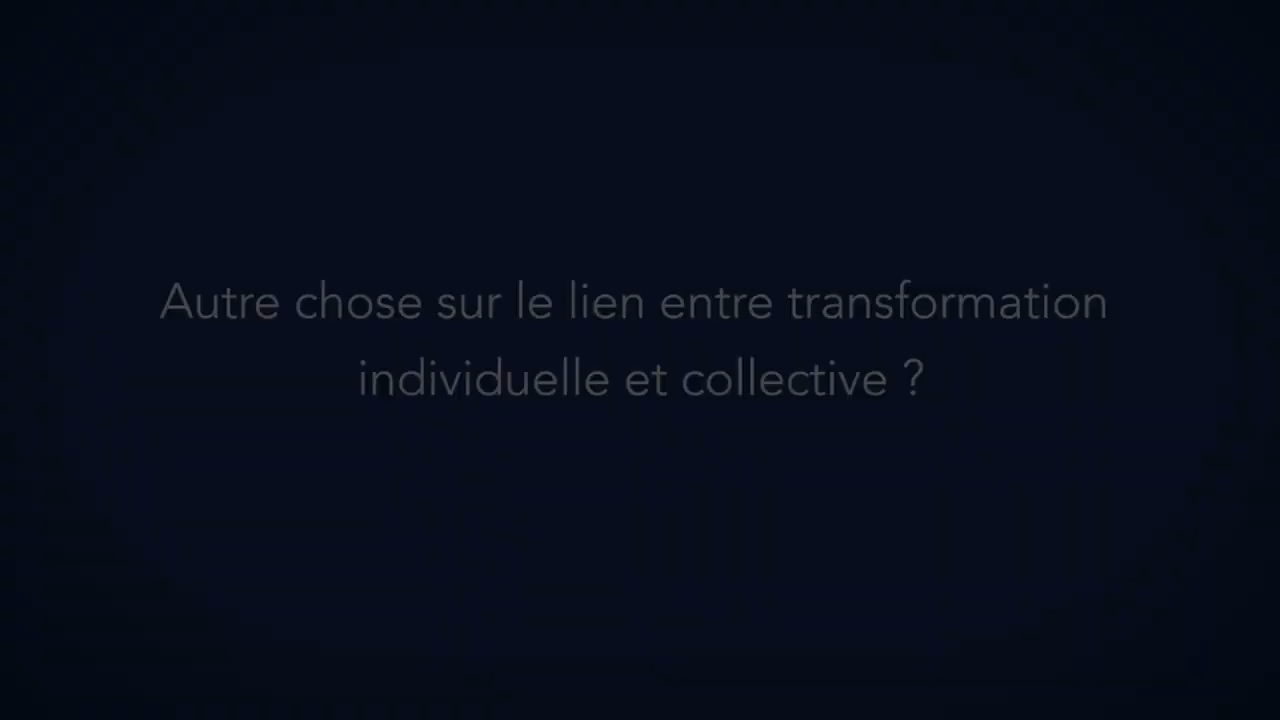 Autre chose sur le lien entre transformation
individuelle et collective ?